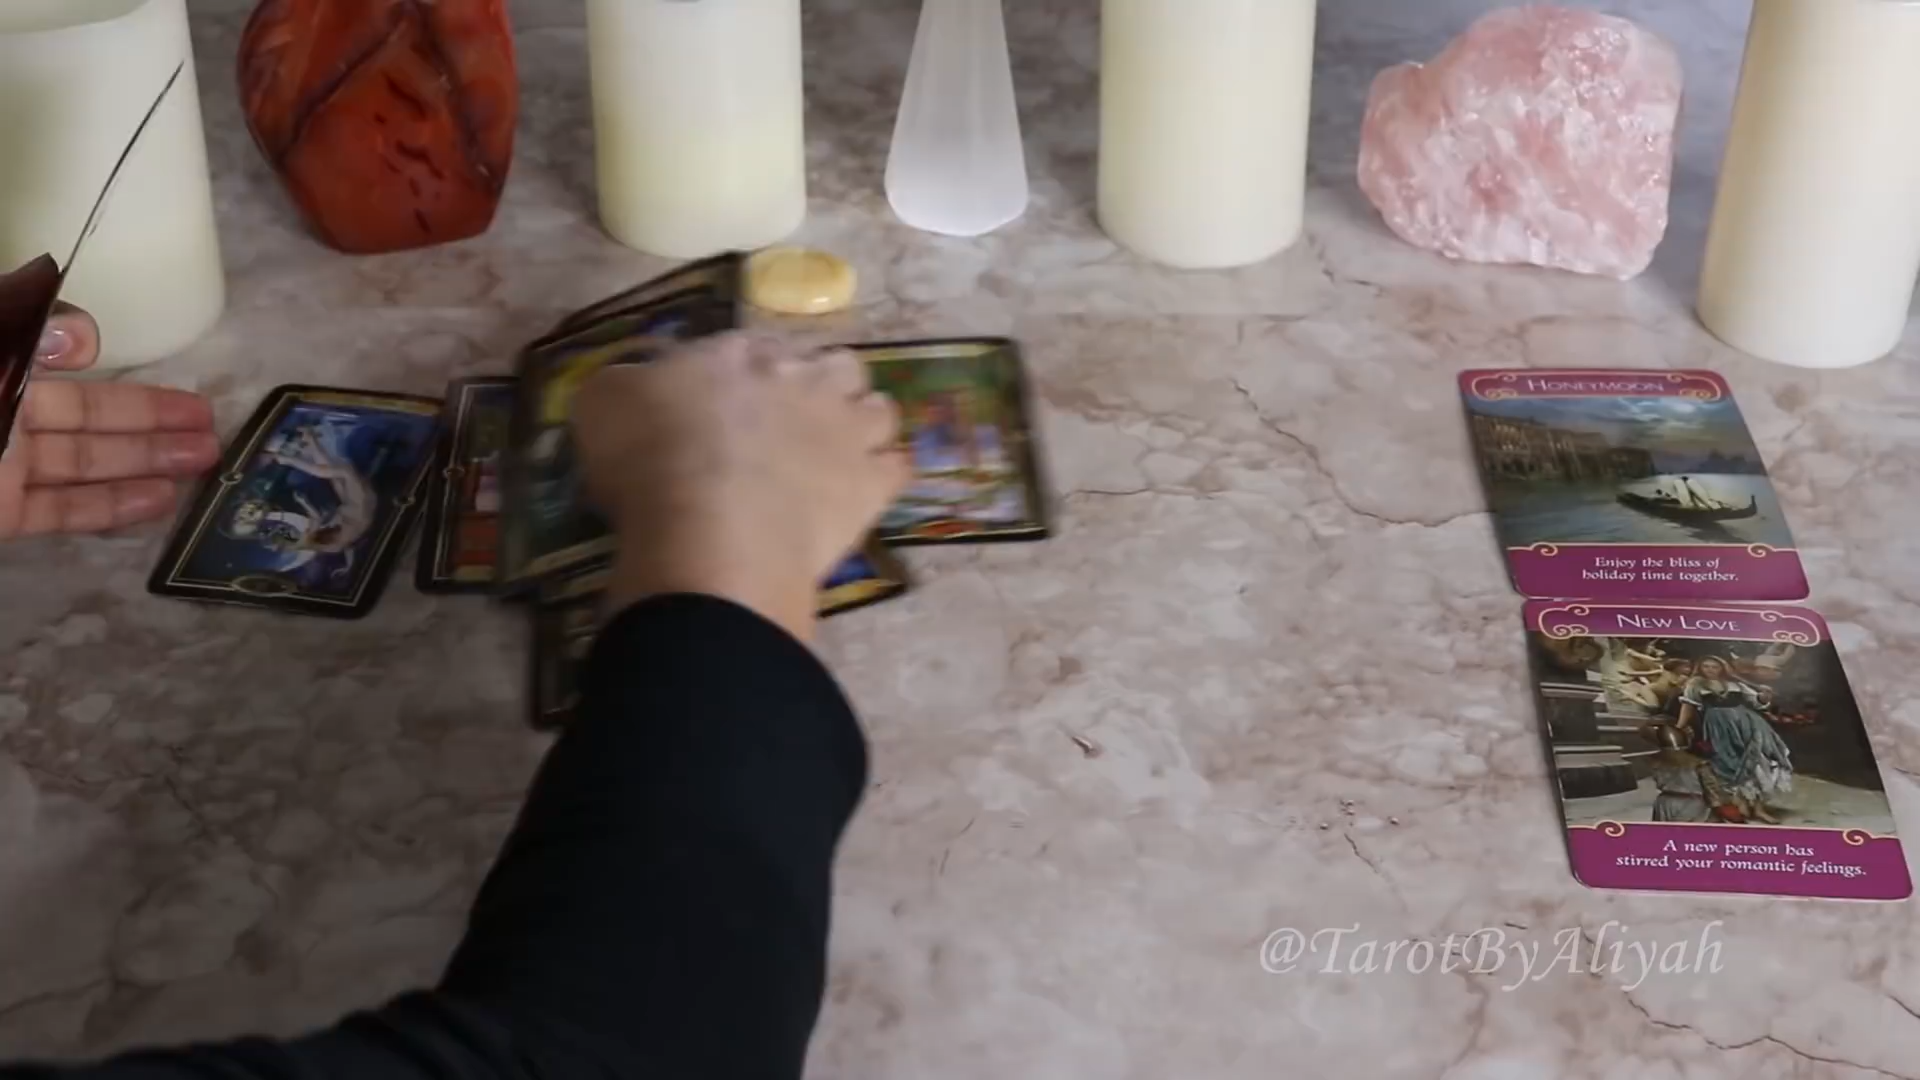 HONEYMOON
Enjoy the bliss of
holiday time together.
NEW LOVE
A new person has
stirred your romantic feelings.
@TarotByAliyah